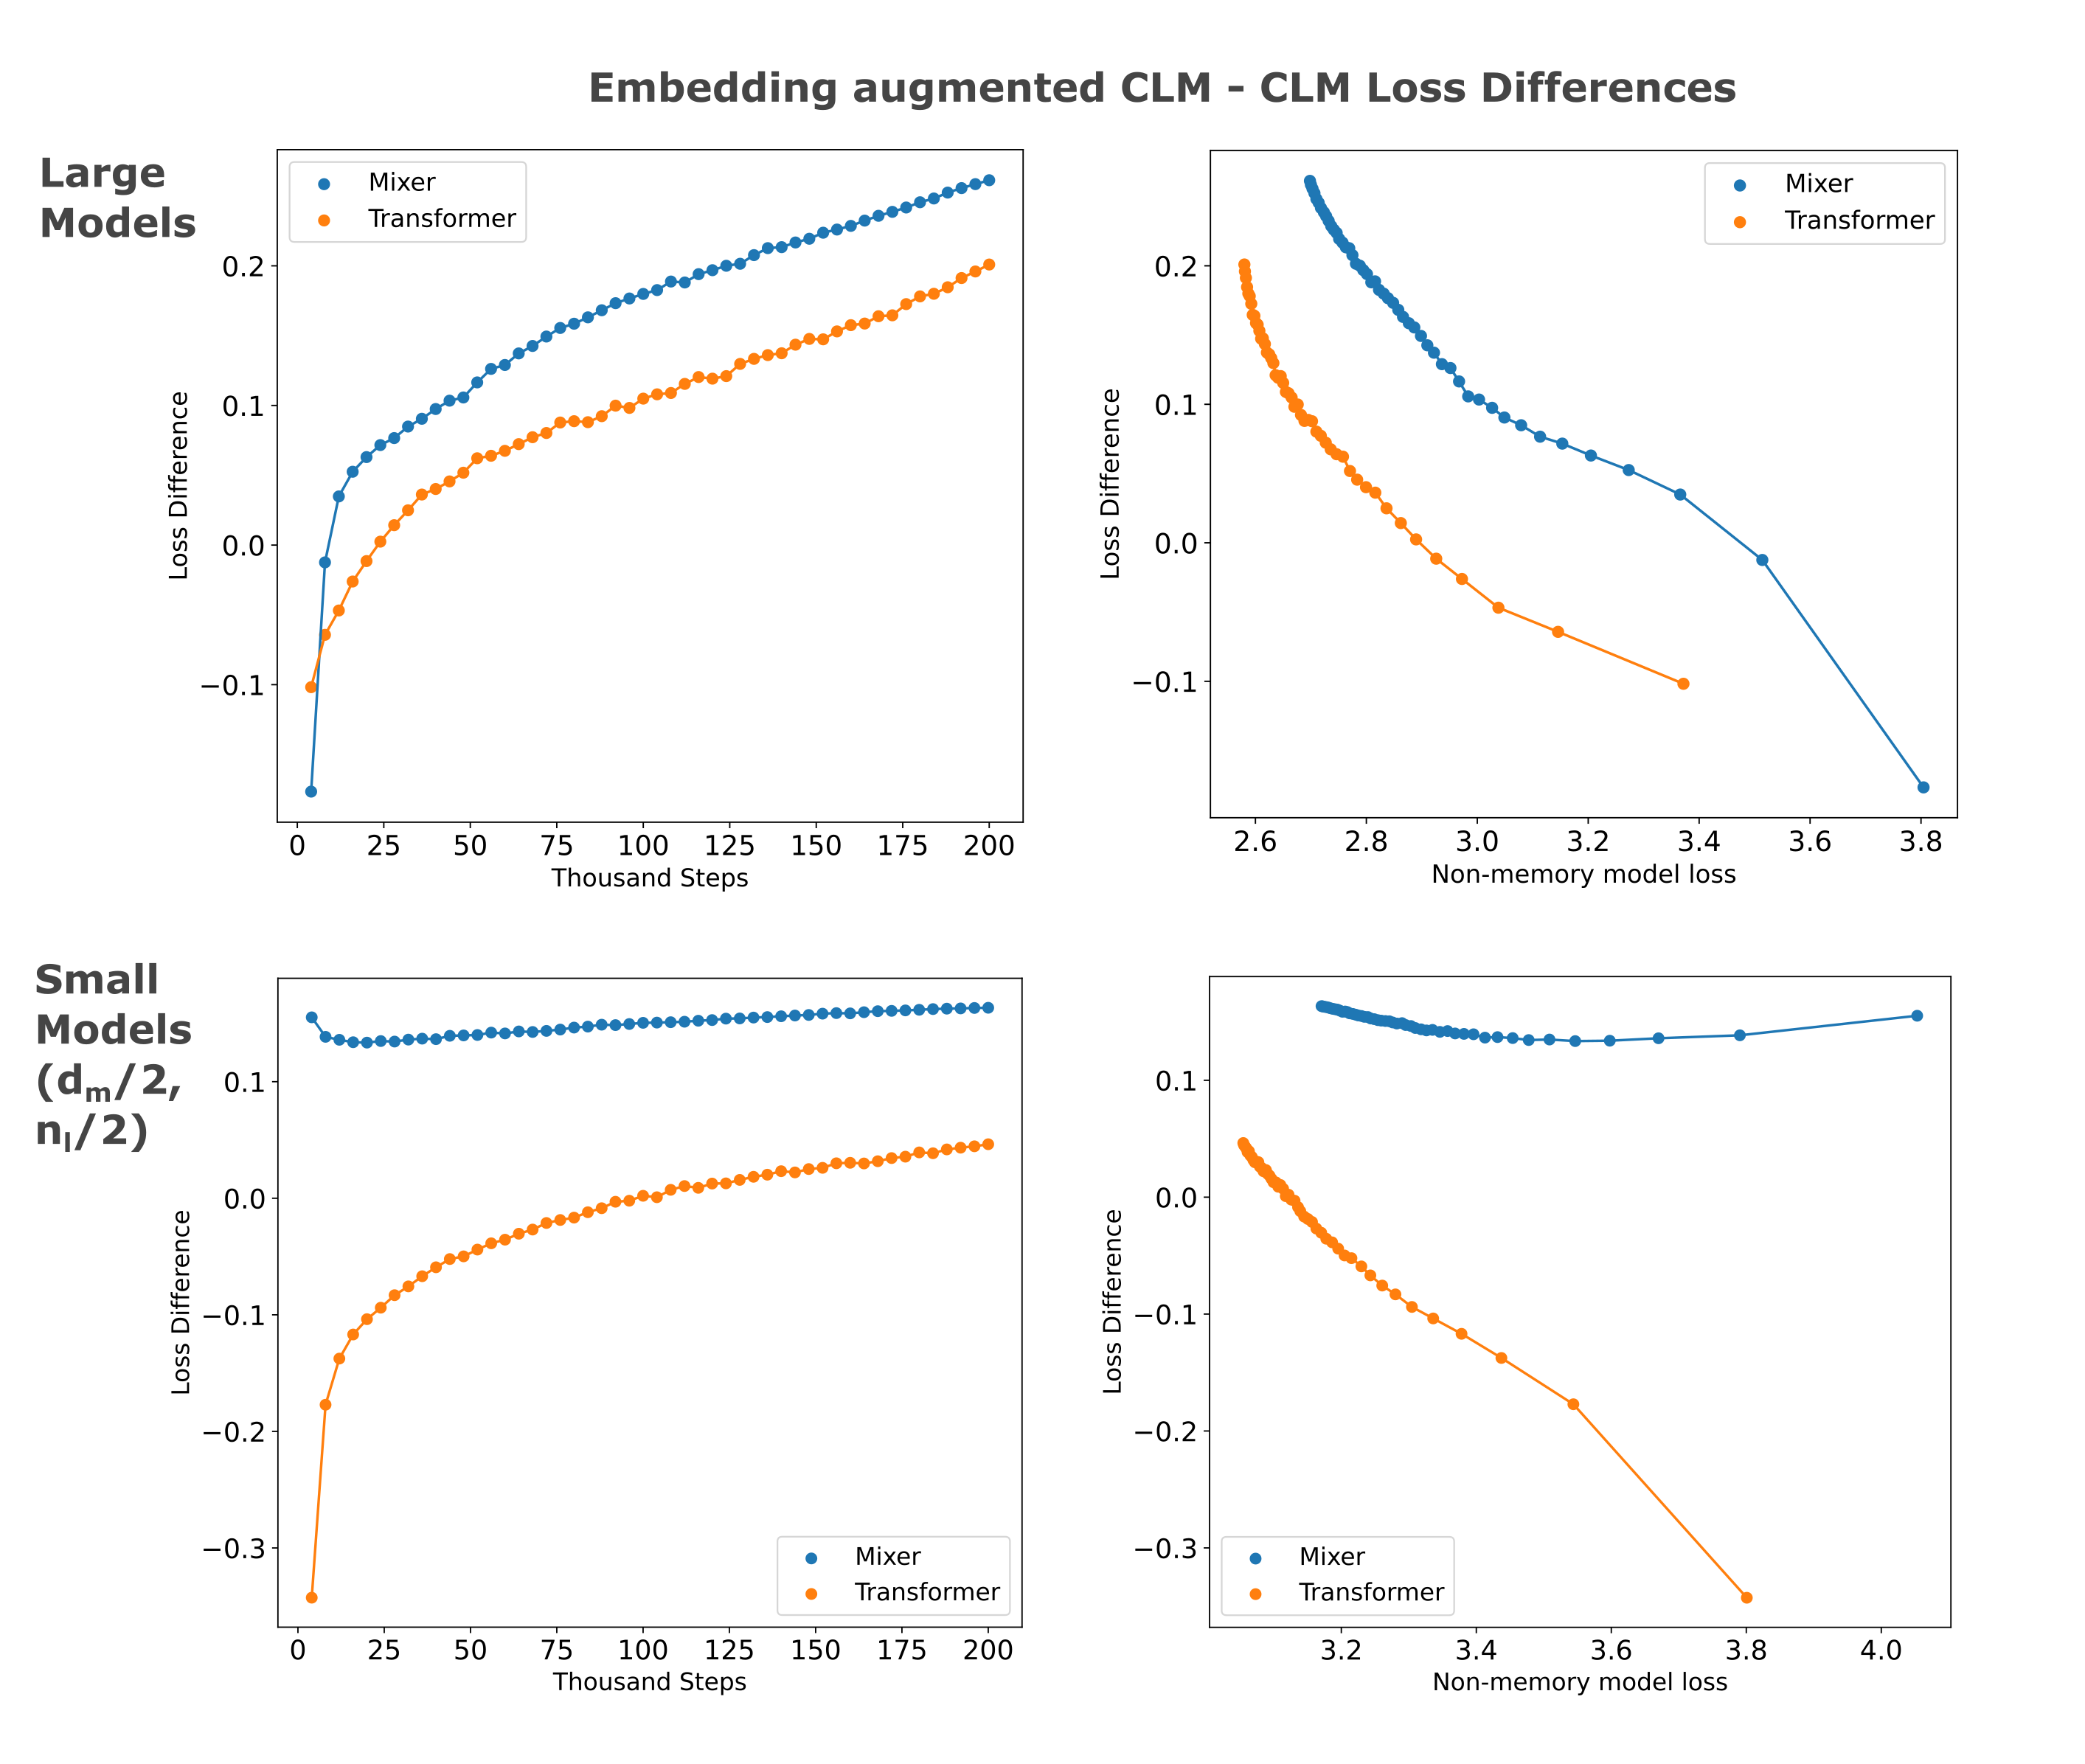 Embedding augmented CLM - CLM Loss Differences
Large
Models
Mixer
Transformer
0.2
0.1
0.0
−0.1
Loss Difference
0 25 50 75 100 125 150 175 200
Thousand Steps
Mixer
Transformer
0.2
0.1
0.0
−0.1
Loss Difference
2.6 2.8 3.0 3.2 3.4 3.6 3.8
Non-memory model loss
Small
Models
(dm/2,
nl/2)
0.1
0.0
−0.1
−0.2
−0.3
Loss Difference
Mixer
Transformer
0 25 50 75 100 125 150 175 200
Thousand Steps
0.1
0.0
−0.1
−0.2
−0.3
Loss Difference
Mixer
Transformer
3.2 3.4 3.6 3.8 4.0
Non-memory model loss